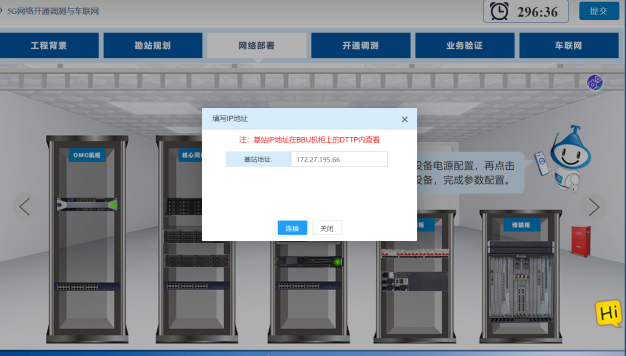 5G网络开通调测与车联网
296:36
提交
工程背景
勘站规划
网络部署
开通调测
业务验证
车联网
填写IP地址
×
注：基站IP地址在BBU机柜上的DTTP内查看
基站地址:
172.27.195.66
OMC机柜
核心网
设备电源配置，再点击
设备，完成参数配置。
柜
传输柜
连接
关闭
Hi